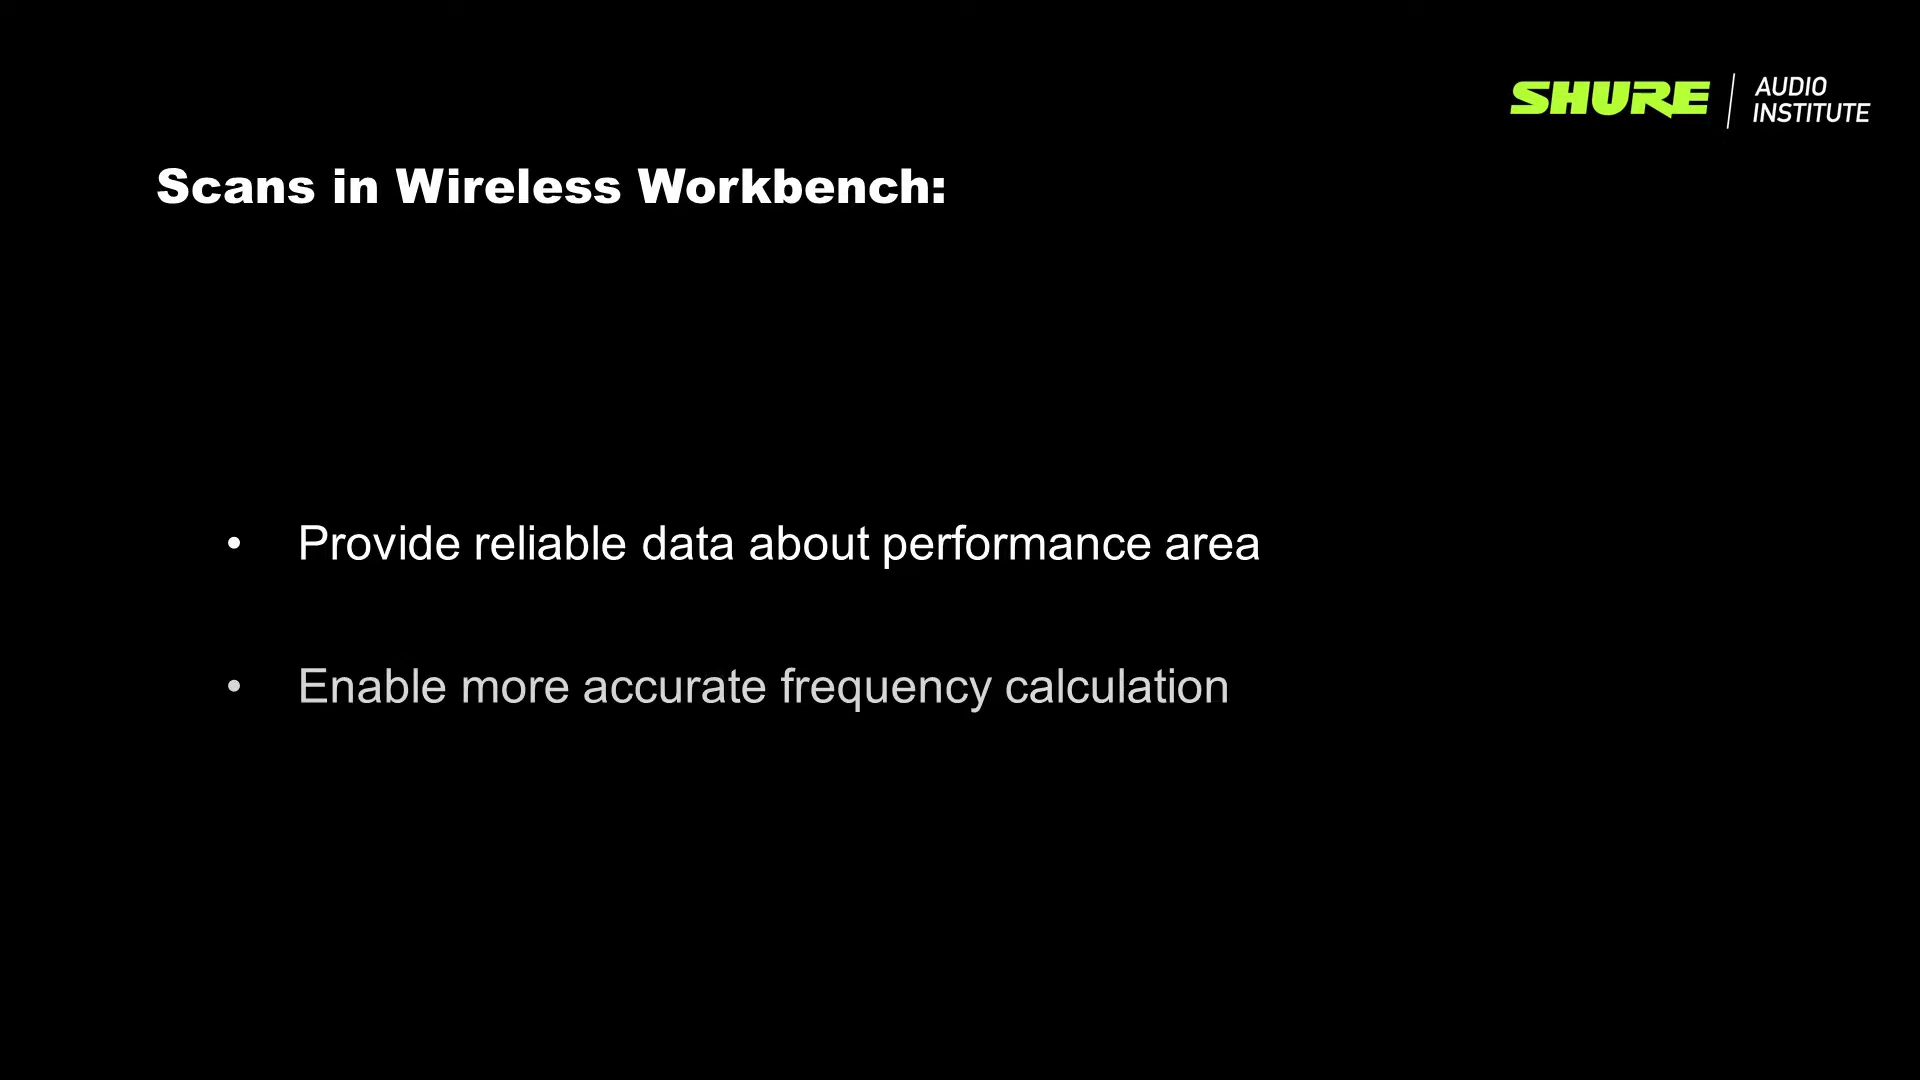 SHURE
AUDIO
INSTITUTE
Scans in Wireless Workbench:
• Provide reliable data about performance area
• Enable more accurate frequency calculation